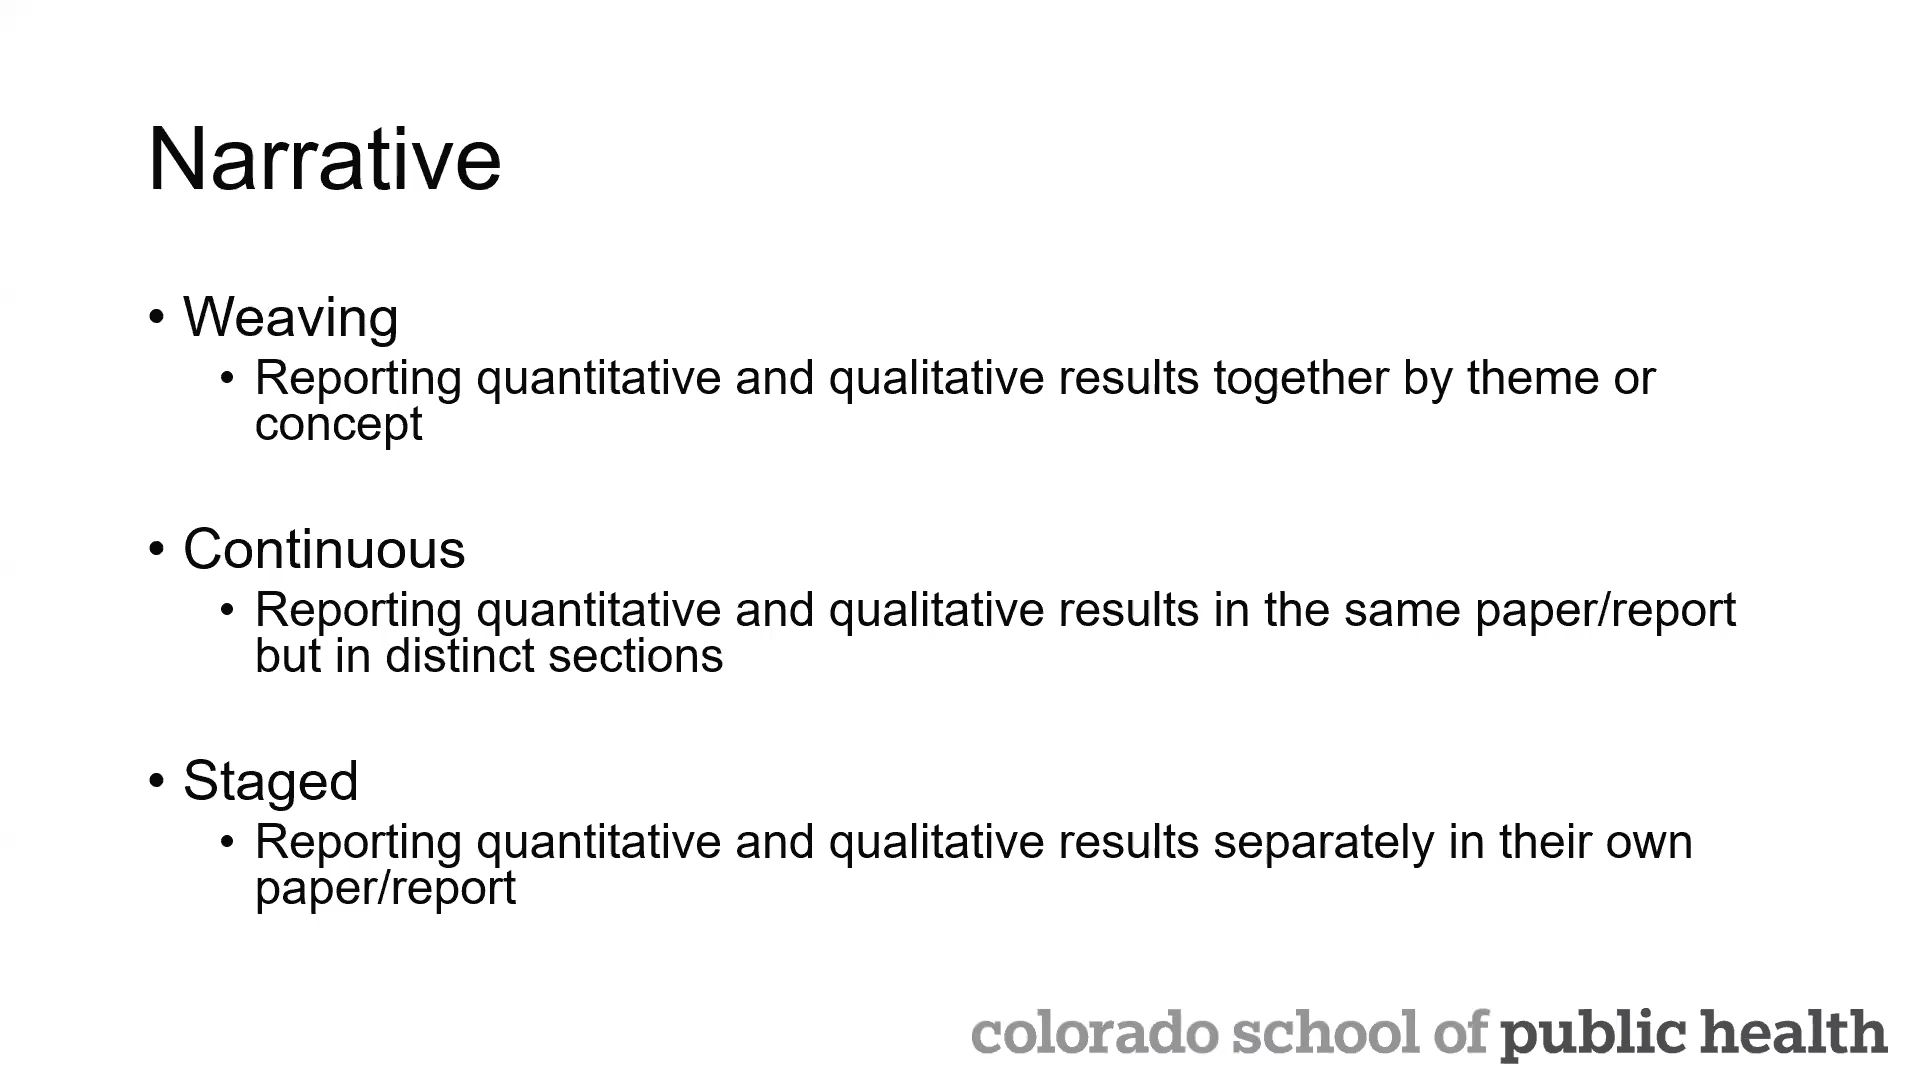 Narrative
• Weaving
• Reporting quantitative and qualitative results together by theme or
concept
• Continuous
• Reporting quantitative and qualitative results in the same paper/report
but in distinct sections
• Staged
• Reporting quantitative and qualitative results separately in their own
paper/report
colorado school of public health